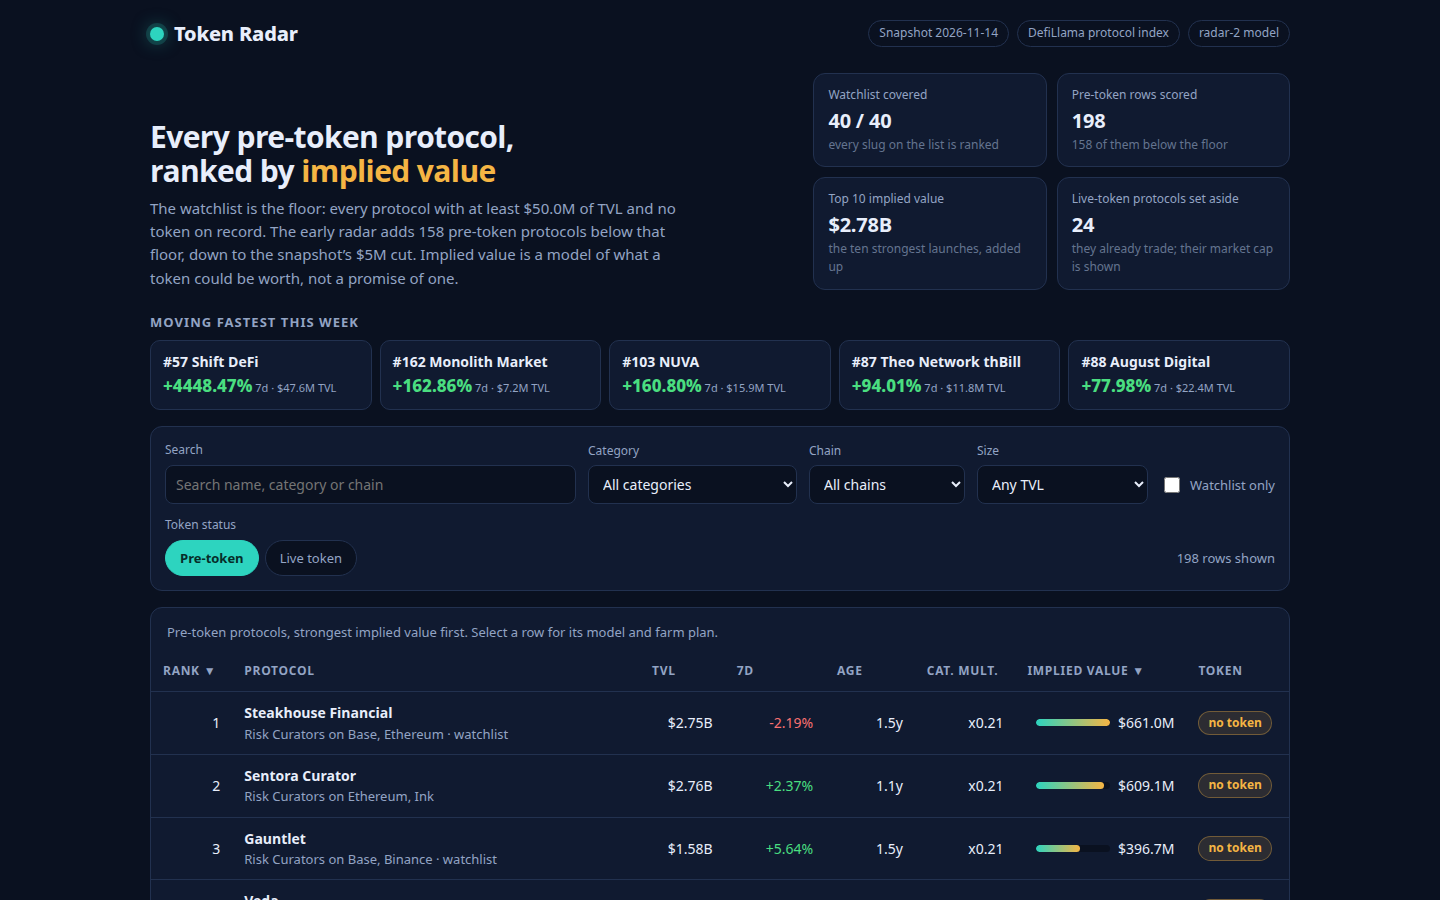 Token Radar
Snapshot 2026-11-14
DefiLlama protocol index
radar-2 model
Every pre-token protocol,
ranked by implied value
The watchlist is the floor: every protocol with at least $50.0M of TVL and no
token on record. The early radar adds 158 pre-token protocols below that
floor, down to the snapshot’s $5M cut. Implied value is a model of what a
token could be worth, not a promise of one.
Watchlist covered
40 / 40
every slug on the list is ranked
Pre-token rows scored
198
158 of them below the floor
Top 10 implied value
$2.78B
the ten strongest launches, added
up
Live-token protocols set aside
24
they already trade; their market cap
is shown
MOVING FASTEST THIS WEEK
#57 Shift DeFi
+4448.47% 7d · $47.6M TVL
#162 Monolith Market
+162.86% 7d · $7.2M TVL
#103 NUVA
+160.80% 7d · $15.9M TVL
#87 Theo Network thBill
+94.01% 7d · $11.8M TVL
#88 August Digital
+77.98% 7d · $22.4M TVL
Search
Search name, category or chain
Category
All categories
Chain
All chains
Size
Any TVL
Watchlist only
Token status
Pre-token
Live token
198 rows shown
Pre-token protocols, strongest implied value first. Select a row for its model and farm plan.
RANK ▼ PROTOCOL TVL 7D AGE CAT. MULT. IMPLIED VALUE ▼ TOKEN
1 Steakhouse Financial $2.75B -2.19% 1.5y x0.21 $661.0M no token
Risk Curators on Base, Ethereum · watchlist
2 Sentora Curator $2.76B +2.37% 1.1y x0.21 $609.1M no token
Risk Curators on Ethereum, Ink
3 Gauntlet $1.58B +5.64% 1.5y x0.21 $396.7M no token
Risk Curators on Base, Binance · watchlist